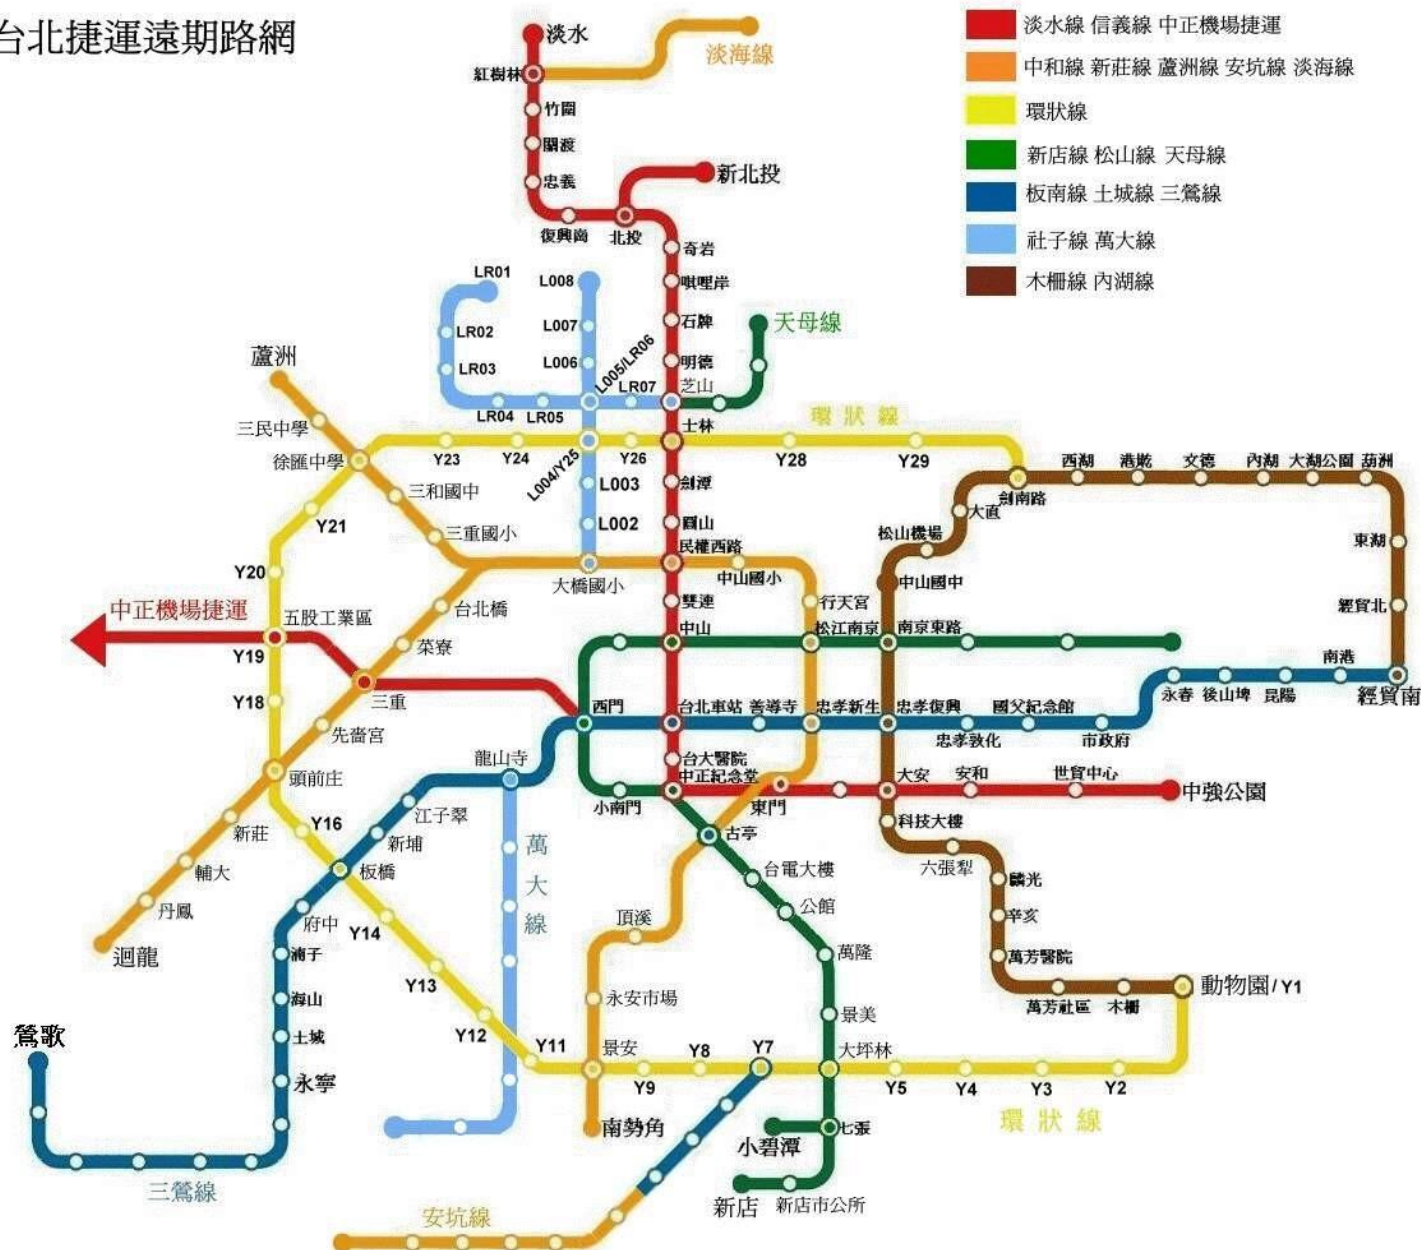 台北捷運遠期路網
淡水線 信義線 中正機場捷運
中和線 新莊線 蘆洲線 安坑線 淡海線
環狀線
新店線 松山線 天母線
板南線 土城線 三鶯線
社子線 萬大線
木柵線 內湖線
淡水
淡海線
紅樹林
竹圍
關渡
忠義
新北投
復興崗
北投
奇岩
唭哩岸
石牌
明德
芝山
天母線
LR01
L008
LR02
L007
LR03
L006
L005/LR06
LR07
LR04
LR05
蘆洲
三民中學
徐匯中學
環狀線
士林
Y23
Y24
L004/Y25
Y26
Y28
Y29
三和國中
L003
劍潭
Y21
三重國小
L002
圓山
民權西路
劍南路
西湖
港墘
文德
內湖
大湖公園
葫洲
大直
松山機場
東湖
中山國中
經貿北
Y20
大橋國小
中山國小
台北橋
雙連
行天宮
中正機場捷運
五股工業區
Y19
菜寮
中山
松江南京
南京東路
南港
Y18
三重
永春
後山埤
昆陽
經貿南
西門
台北車站
善導寺
忠孝新生
忠孝復興
國父紀念館
先嗇宮
忠孝敦化
市政府
龍山寺
台大醫院
頭前庄
中正紀念堂
大安
安和
世貿中心
中強公園
小南門
東門
江子翠
新莊
Y16
新埔
萬大線
古亭
科技大樓
輔大
板橋
台電大樓
六張犁
麟光
丹鳳
府中
Y14
頂溪
公館
辛亥
迴龍
湳子
萬隆
萬芳醫院
Y13
海山
永安市場
景美
萬芳社區
木柵
動物園/Y1
鶯歌
土城
Y12
Y11
景安
Y8
Y7
大坪林
永寧
Y9
Y5
Y4
Y3
Y2
環狀線
南勢角
小碧潭
七張
三鶯線
安坑線
新店
新店市公所